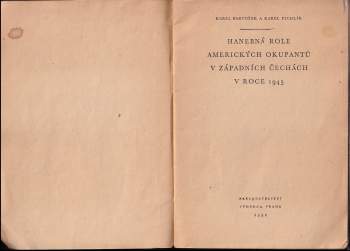 KAREL BARTOŠEK A KAREL PICHLÍK
HANEBNÁ ROLE
AMERICKÝCH OKUPANTŮ
V ZÁPADNÍCH ČECHÁCH
V ROCE 1945
NAKLADATELSTVÍ
SVOBODA, PRAHA
1951